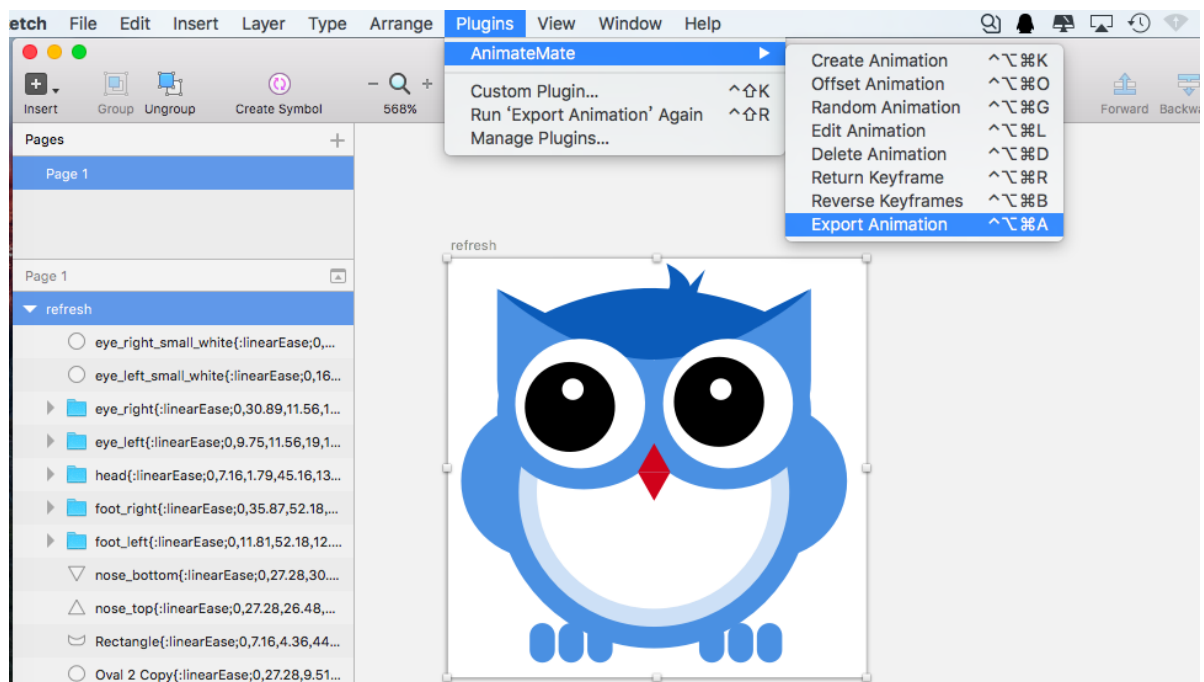 etch File Edit Insert Layer Type Arrange Plugins View Window Help
AnimateMate
Custom Plugin... ^⇧K
Run ‘Export Animation’ Again ^⇧R
Manage Plugins...
Create Animation ^⌥⌘K
Offset Animation ^⌥⌘O
Random Animation ^⌥⌘G
Edit Animation ^⌥⌘L
Delete Animation ^⌥⌘D
Return Keyframe ^⌥⌘R
Reverse Keyframes ^⌥⌘B
Export Animation ^⌥⌘A
Insert Group Ungroup Create Symbol 568% Forward Backwa
Pages
Page 1
Page 1
refresh
refresh
eye_right_small_white{:linearEase;0,...
eye_left_small_white{:linearEase;0,16...
eye_right{:linearEase;0,30.89,11.56,1...
eye_left{:linearEase;0,9.75,11.56,19,1...
head{:linearEase;0,7.16,1.79,45.16,13...
foot_right{:linearEase;0,35.87,52.18,...
foot_left{:linearEase;0,11.81,52.18,12....
nose_bottom{:linearEase;0,27.28,30....
nose_top{:linearEase;0,27.28,26.48,...
Rectangle{:linearEase;0,7.16,4.36,44...
Oval 2 Copy{:linearEase;0,27.28,9.51...